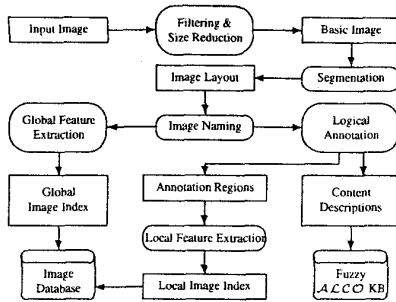 Input Image
Filtering &
Size Reduction
Basic Image
Image Layout
Segmentation
Global Feature
Extraction
Image Naming
Logical
Annotation
Global
Image Index
Annotation Regions
Content
Descriptions
Local Feature Extraction
Image
Database
Local Image Index
Fuzzy
𝒜ℒ𝒞𝒪 KB